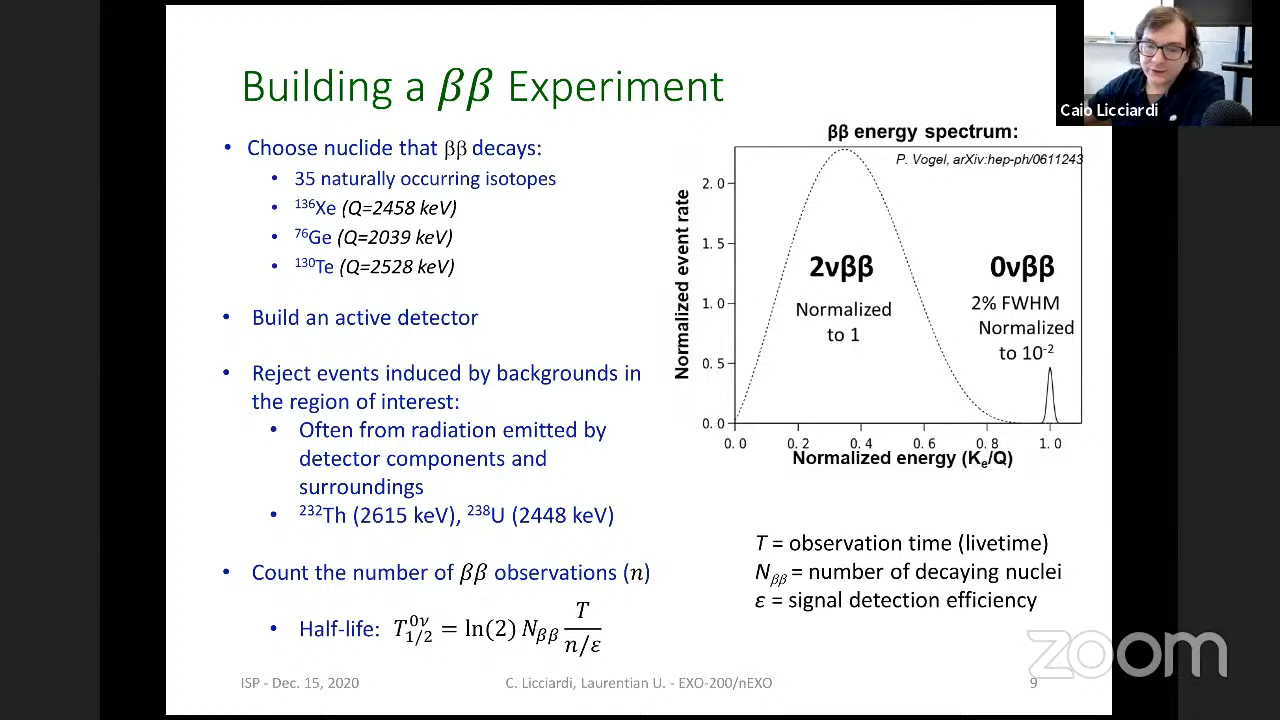 Building a ββ Experiment
• Choose nuclide that ββ decays:
• 35 naturally occurring isotopes
• ¹³⁶Xe (Q=2458 keV)
• ⁷⁶Ge (Q=2039 keV)
• ¹³⁰Te (Q=2528 keV)
• Build an active detector
• Reject events induced by backgrounds in
the region of interest:
• Often from radiation emitted by
detector components and
surroundings
• ²³²Th (2615 keV), ²³⁸U (2448 keV)
• Count the number of ββ observations (n)
• Half-life: T₁/₂⁰ᵛ = ln(2) Nββ T/(n/ε)
Caio Licciardi
ββ energy spectrum:
P. Vogel, arXiv:hep-ph/0611243
Normalized event rate
2.0
1.5
1.0
0.5
0.0
2νββ
Normalized
to 1
0νββ
2% FWHM
Normalized
to 10⁻²
0.0 0.2 0.4 0.6 0.8 1.0
Normalized energy (Kₑ/Q)
T = observation time (livetime)
Nββ = number of decaying nuclei
ε = signal detection efficiency
zoom
ISP - Dec. 15, 2020
C. Licciardi, Laurentian U. - EXO-200/nEXO
9